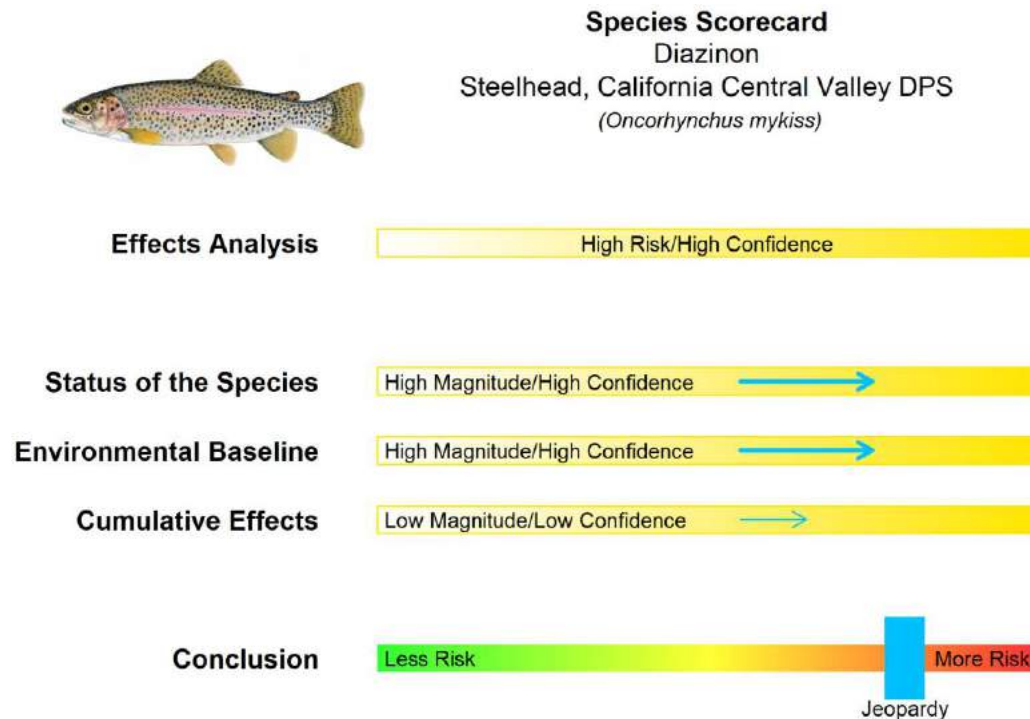 Species Scorecard
Diazinon
Steelhead, California Central Valley DPS
(Oncorhynchus mykiss)
Effects Analysis
High Risk/High Confidence
Status of the Species
High Magnitude/High Confidence
Environmental Baseline
High Magnitude/High Confidence
Cumulative Effects
Low Magnitude/Low Confidence
Conclusion
Less Risk
More Risk
Jeopardy